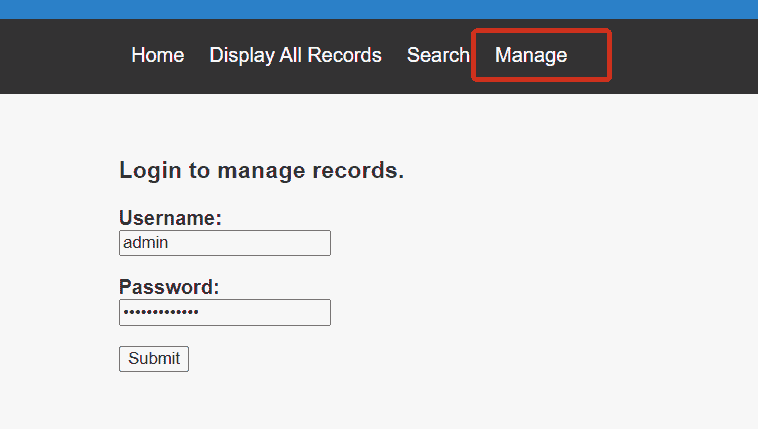 Home Display All Records Search Manage
Login to manage records.
Username:
admin
Password:
•••••••••••••
Submit